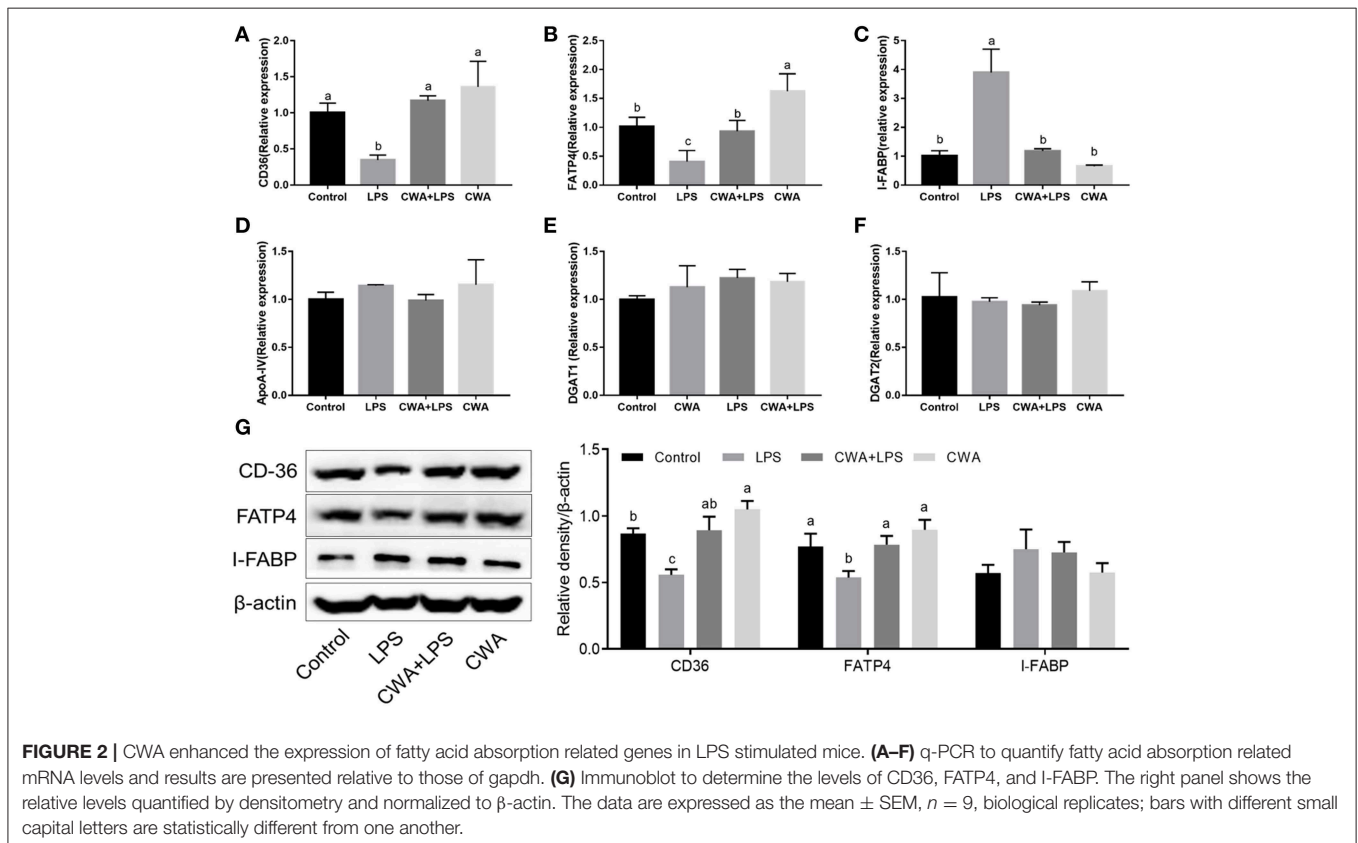 A
CD36(Relative expression)
2.0
1.5
1.0
0.5
0.0
a
b
a
a
Control LPS CWA+LPS CWA
B
FATP4(Relative expression)
2.5
2.0
1.5
1.0
0.5
0.0
b
c
b
a
Control LPS CWA+LPS CWA
C
I-FABP(relative expression)
5
4
3
2
1
0
b
a
b
b
Control LPS CWA+LPS CWA
D
ApoA-IV(Relative expression)
1.5
1.0
0.5
0.0
Control LPS CWA+LPS CWA
E
DGAT1 (Relative expression)
1.5
1.0
0.5
0.0
Control CWA LPS CWA+LPS
F
DGAT2(Relative expression)
1.5
1.0
0.5
0.0
Control LPS CWA+LPS CWA
G
CD-36
FATP4
I-FABP
β-actin
Control LPS CWA+LPS CWA
Relative density/β-actin
1.5
1.0
0.5
0.0
Control LPS CWA+LPS CWA
b c ab a
a b a a
CD36 FATP4 I-FABP
FIGURE 2 | CWA enhanced the expression of fatty acid absorption related genes in LPS stimulated mice. (A–F) q-PCR to quantify fatty acid absorption related
mRNA levels and results are presented relative to those of gapdh. (G) Immunoblot to determine the levels of CD36, FATP4, and I-FABP. The right panel shows the
relative levels quantified by densitometry and normalized to β-actin. The data are expressed as the mean ± SEM, n = 9, biological replicates; bars with different small
capital letters are statistically different from one another.